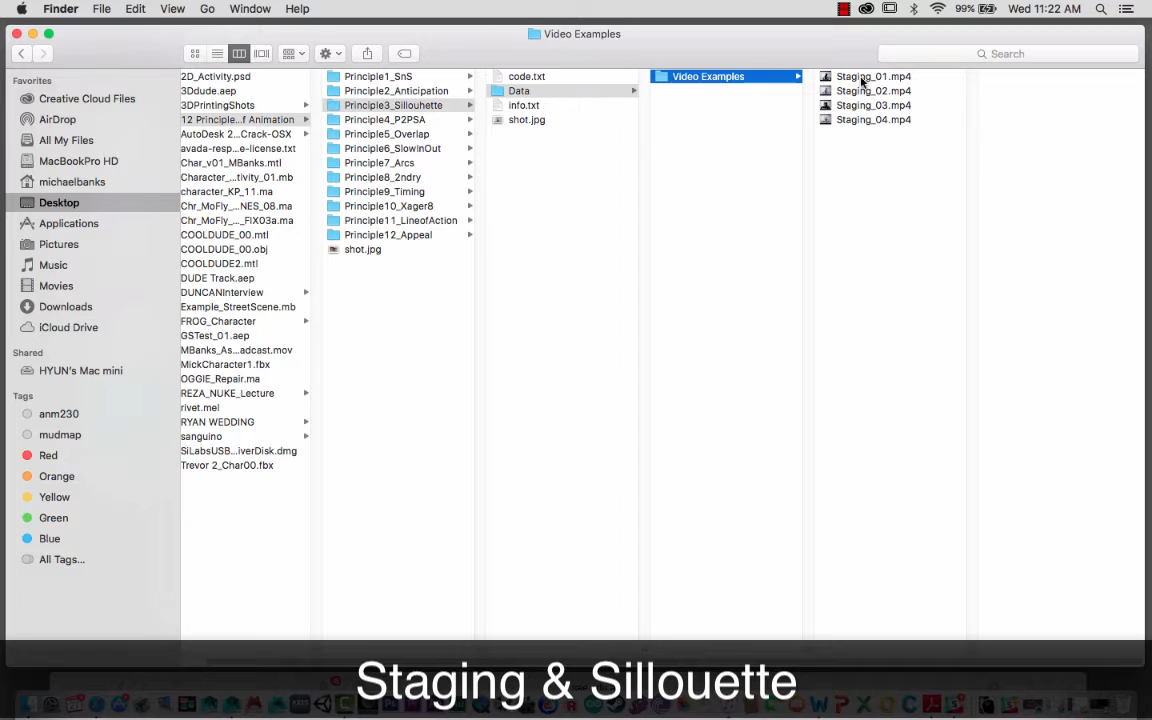 Finder File Edit View Go Window Help 99% Wed 11:22 AM
Video Examples
Search
Favorites
Creative Cloud Files
AirDrop
All My Files
MacBookPro HD
michaelbanks
Desktop
Applications
Pictures
Music
Movies
Downloads
iCloud Drive
Shared
HYUN's Mac mini
Tags
anm230
mudmap
Red
Orange
Yellow
Green
Blue
All Tags...
2D_Activity.psd
3Ddude.aep
3DPrintingShots
12 Principle...f Animation
AutoDesk 2...Crack-OSX
avada-resp...e-license.txt
Char_v01_MBanks.mtl
Character_...tivity_01.mb
character_KP_11.ma
Chr_MoFly_...NES_08.ma
Chr_MoFly_..._FIX03a.ma
COOLDUDE_00.mtl
COOLDUDE_00.obj
COOLDUDE2.mtl
DUDE Track.aep
DUNCANInterview
Example_StreetScene.mb
FROG_Character
GSTest_01.aep
MBanks_As...adcast.mov
MickCharacter1.fbx
OGGIE_Repair.ma
REZA_NUKE_Lecture
rivet.mel
RYAN WEDDING
sanguino
SiLabsUSB...iverDisk.dmg
Trevor 2_Char00.fbx
Principle1_SnS
Principle2_Anticipation
Principle3_Sillouhette
Principle4_P2PSA
Principle5_Overlap
Principle6_SlowInOut
Principle7_Arcs
Principle8_2ndry
Principle9_Timing
Principle10_Xager8
Principle11_LineofAction
Principle12_Appeal
shot.jpg
code.txt
Data
info.txt
shot.jpg
Video Examples
Staging_01.mp4
Staging_02.mp4
Staging_03.mp4
Staging_04.mp4
Staging & Sillouette